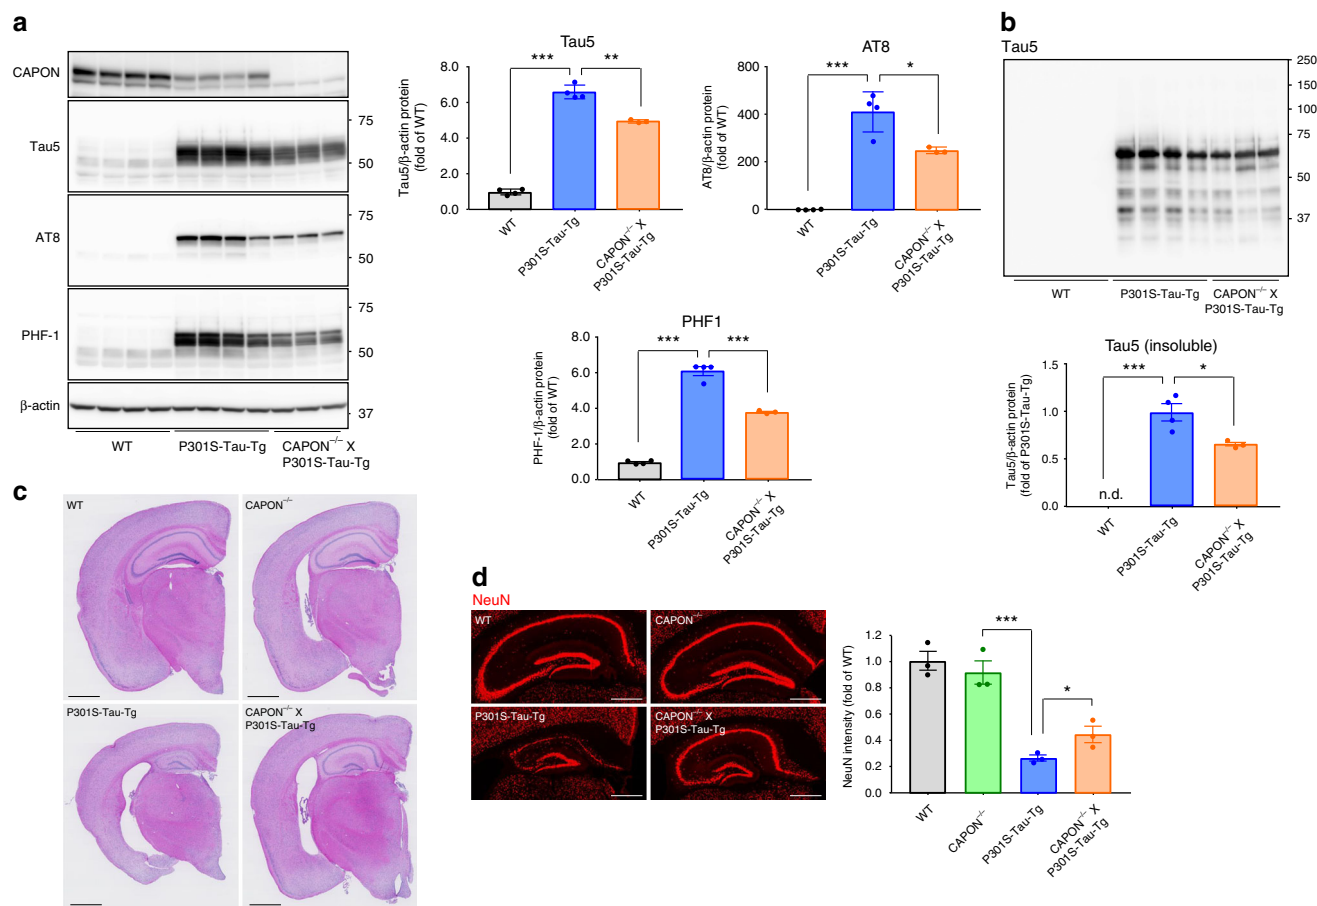 a
CAPON
Tau5
75
50
AT8
75
50
PHF-1
75
50
β-actin
37
WT
P301S-Tau-Tg
CAPON⁻/⁻ X
P301S-Tau-Tg
Tau5
Tau5/β-actin protein
(fold of WT)
8.0
6.0
4.0
2.0
0.0
***
**
WT
P301S-Tau-Tg
CAPON⁻/⁻ X
P301S-Tau-Tg
AT8
AT8/β-actin protein
(fold of WT)
800
400
200
0
***
*
WT
P301S-Tau-Tg
CAPON⁻/⁻ X
P301S-Tau-Tg
PHF1
PHF-1/β-actin protein
(fold of WT)
8.0
6.0
4.0
2.0
0.0
***
***
WT
P301S-Tau-Tg
CAPON⁻/⁻ X
P301S-Tau-Tg
b
Tau5
250
150
100
75
50
37
WT
P301S-Tau-Tg
CAPON⁻/⁻ X
P301S-Tau-Tg
Tau5 (insoluble)
Tau5/β-actin protein
(fold of P301S-Tau-Tg)
1.5
1.0
0.5
0.0
***
*
n.d.
WT
P301S-Tau-Tg
CAPON⁻/⁻ X
P301S-Tau-Tg
c
WT
CAPON⁻/⁻
P301S-Tau-Tg
CAPON⁻/⁻ X
P301S-Tau-Tg
d
NeuN
WT
CAPON⁻/⁻
P301S-Tau-Tg
CAPON⁻/⁻ X
P301S-Tau-Tg
NeuN intensity (fold of WT)
1.2
1.0
0.8
0.6
0.4
0.2
0.0
***
*
WT
CAPON⁻/⁻
P301S-Tau-Tg
CAPON⁻/⁻ X
P301S-Tau-Tg